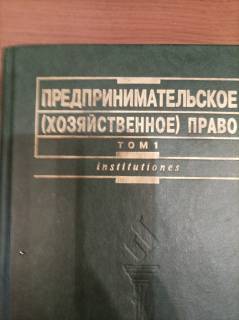 ПРЕДПРИНИМАТЕЛЬСКОЕ
(ХОЗЯЙСТВЕННОЕ) ПРАВО
ТОМ 1
institutiones